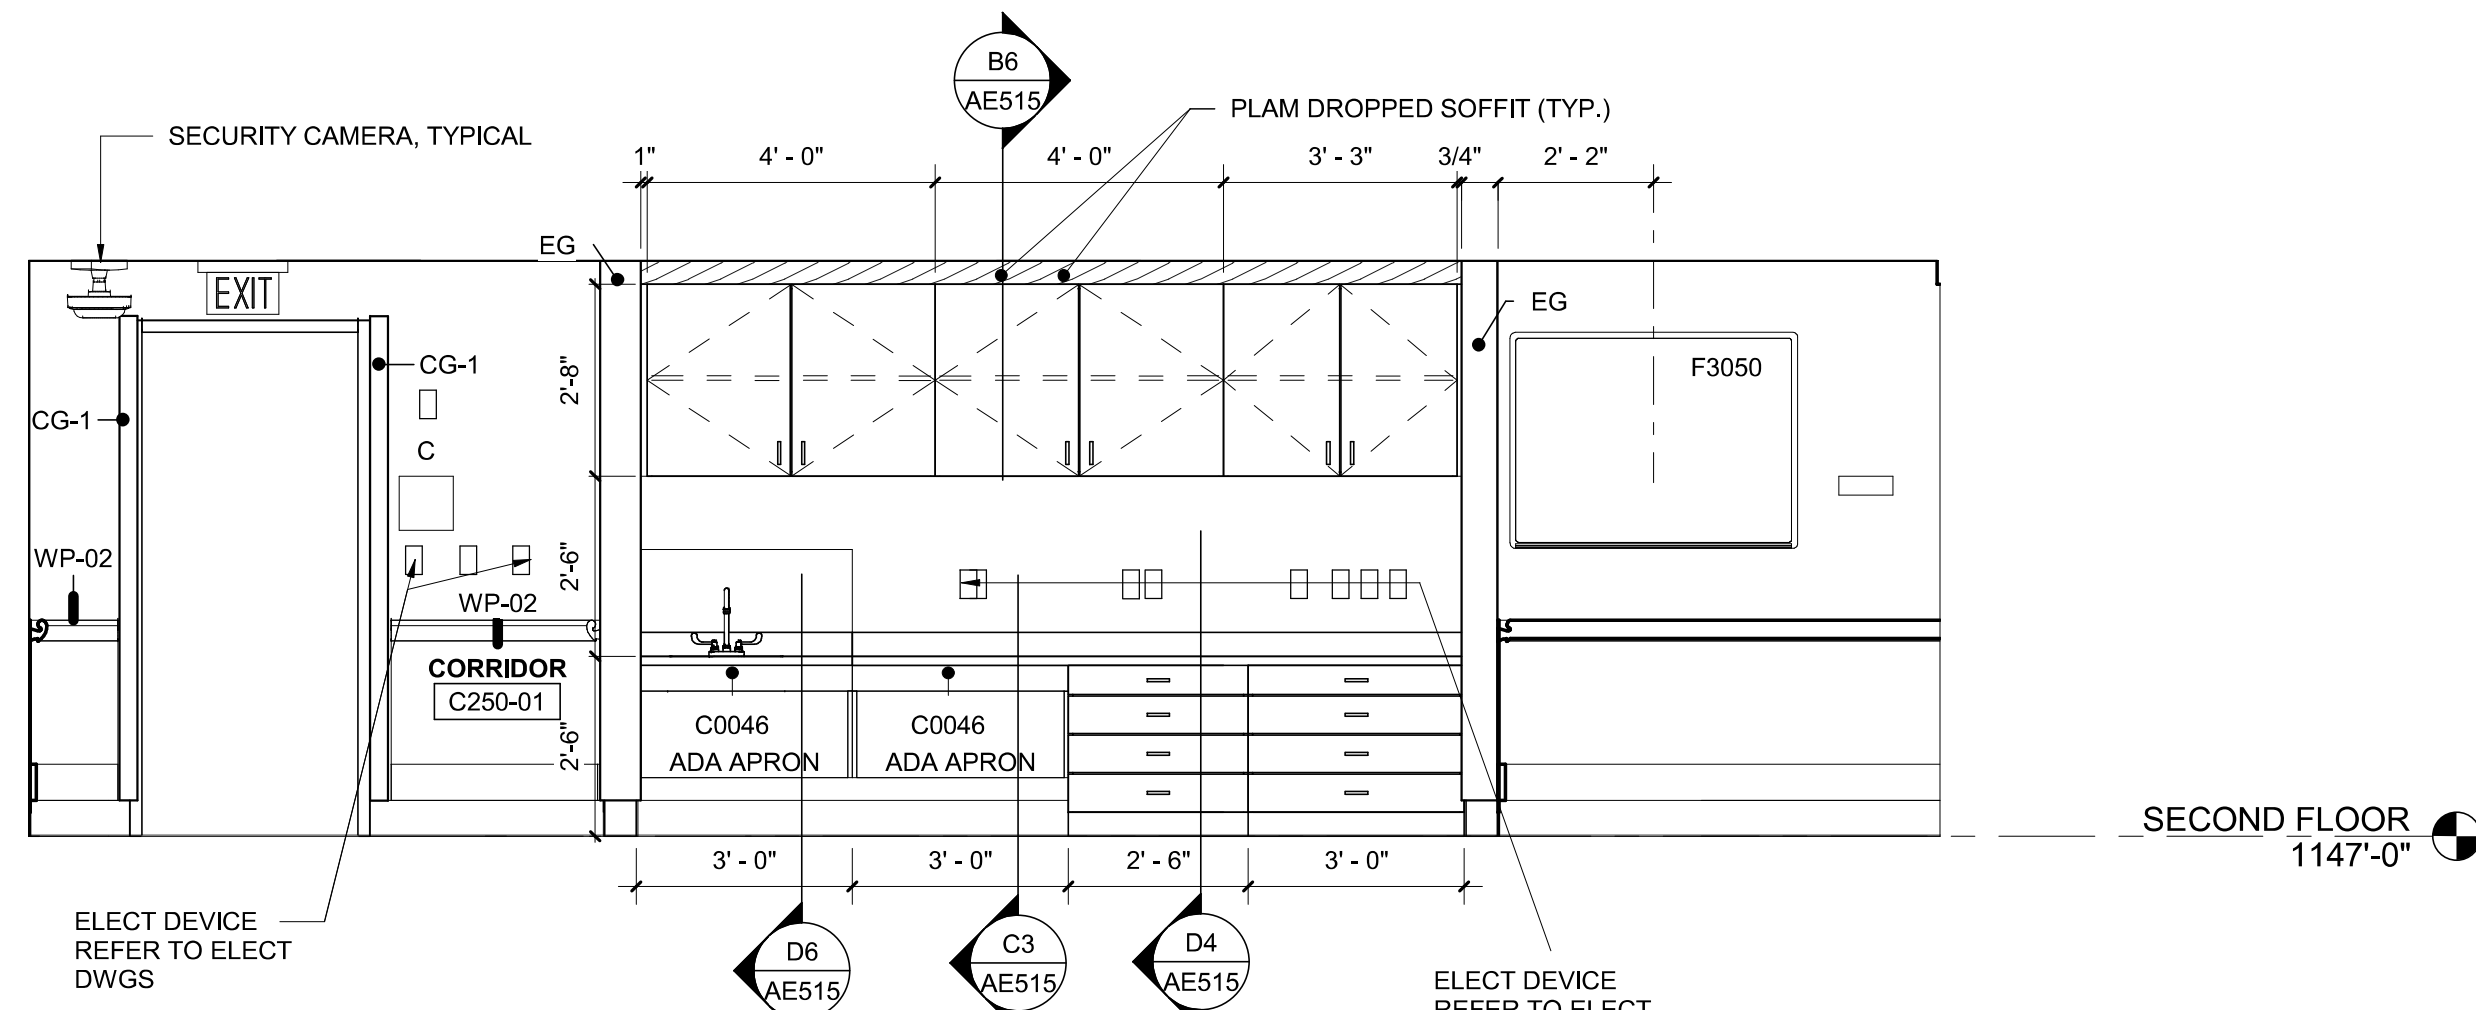 B6
AE515
PLAM DROPPED SOFFIT (TYP.)
SECURITY CAMERA, TYPICAL
1"
4' - 0"
4' - 0"
3' - 3"
3/4"
2' - 2"
EG
EXIT
EG
CG-1
F3050
2'-8"
CG-1
C
WP-02
2'-6"
WP-02
CORRIDOR
C250-01
C0046
ADA APRON
C0046
ADA APRON
2'-6"
SECOND FLOOR
1147'-0"
3' - 0"
3' - 0"
2' - 6"
3' - 0"
ELECT DEVICE
REFER TO ELECT
DWGS
D6
AE515
C3
AE515
D4
AE515
ELECT DEVICE
REFER TO ELECT